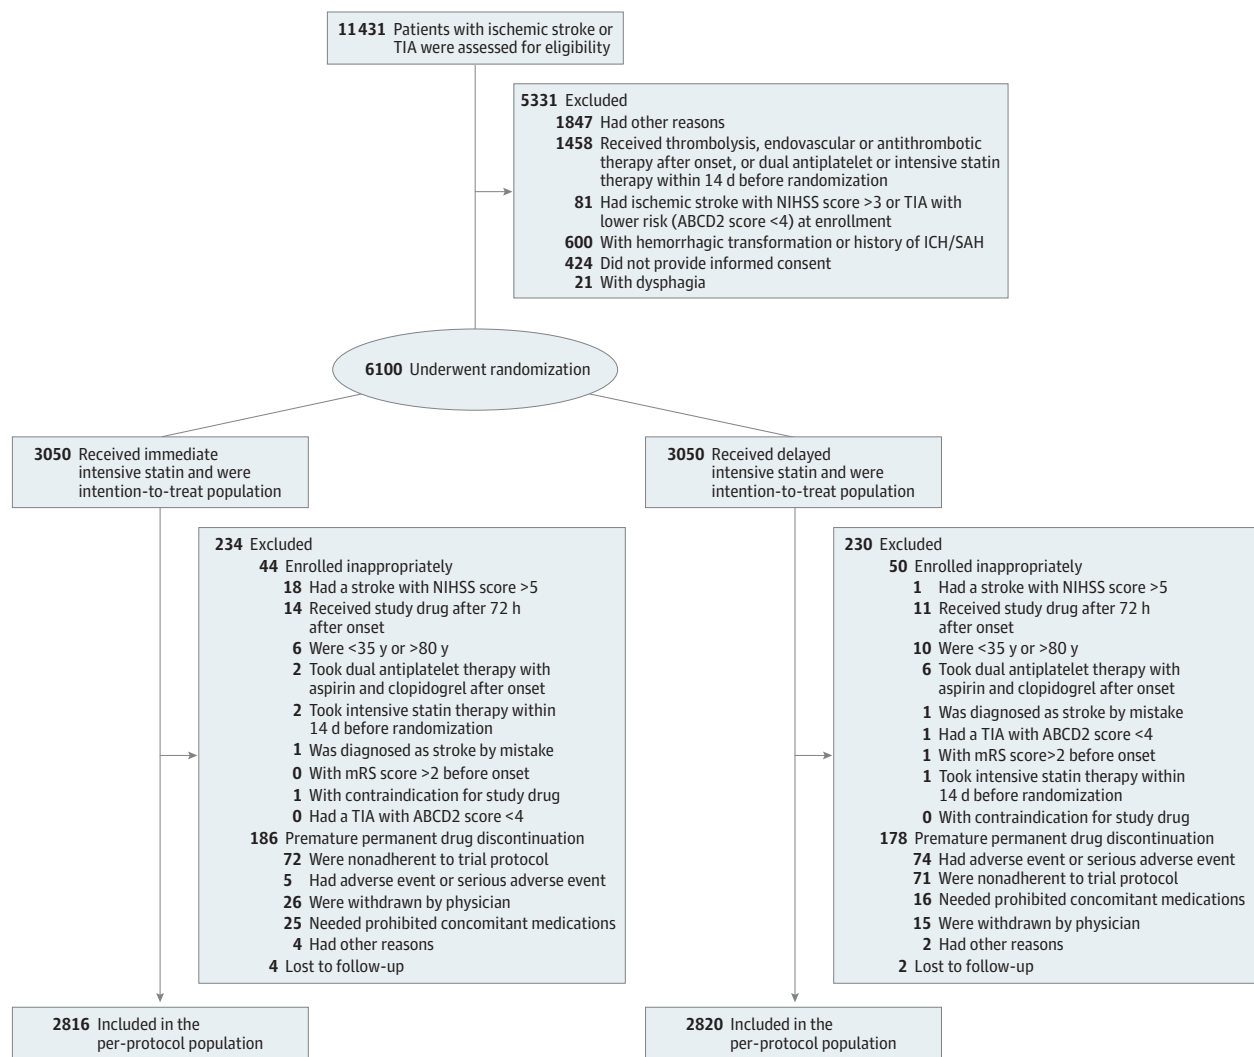 11431 Patients with ischemic stroke or
TIA were assessed for eligibility
5331 Excluded
1847 Had other reasons
1458 Received thrombolysis, endovascular or antithrombotic
therapy after onset, or dual antiplatelet or intensive statin
therapy within 14 d before randomization
81 Had ischemic stroke with NIHSS score >3 or TIA with
lower risk (ABCD2 score <4) at enrollment
600 With hemorrhagic transformation or history of ICH/SAH
424 Did not provide informed consent
21 With dysphagia
6100 Underwent randomization
3050 Received immediate
intensive statin and were
intention-to-treat population
234 Excluded
44 Enrolled inappropriately
18 Had a stroke with NIHSS score >5
14 Received study drug after 72 h
after onset
6 Were <35 y or >80 y
2 Took dual antiplatelet therapy with
aspirin and clopidogrel after onset
2 Took intensive statin therapy within
14 d before randomization
1 Was diagnosed as stroke by mistake
0 With mRS score >2 before onset
1 With contraindication for study drug
0 Had a TIA with ABCD2 score <4
186 Premature permanent drug discontinuation
72 Were nonadherent to trial protocol
5 Had adverse event or serious adverse event
26 Were withdrawn by physician
25 Needed prohibited concomitant medications
4 Had other reasons
4 Lost to follow-up
2816 Included in the
per-protocol population
3050 Received delayed
intensive statin and were
intention-to-treat population
230 Excluded
50 Enrolled inappropriately
1 Had a stroke with NIHSS score >5
11 Received study drug after 72 h
after onset
10 Were <35 y or >80 y
6 Took dual antiplatelet therapy with
aspirin and clopidogrel after onset
1 Was diagnosed as stroke by mistake
1 Had a TIA with ABCD2 score <4
1 With mRS score>2 before onset
1 Took intensive statin therapy within
14 d before randomization
0 With contraindication for study drug
178 Premature permanent drug discontinuation
74 Had adverse event or serious adverse event
71 Were nonadherent to trial protocol
16 Needed prohibited concomitant medications
15 Were withdrawn by physician
2 Had other reasons
2 Lost to follow-up
2820 Included in the
per-protocol population